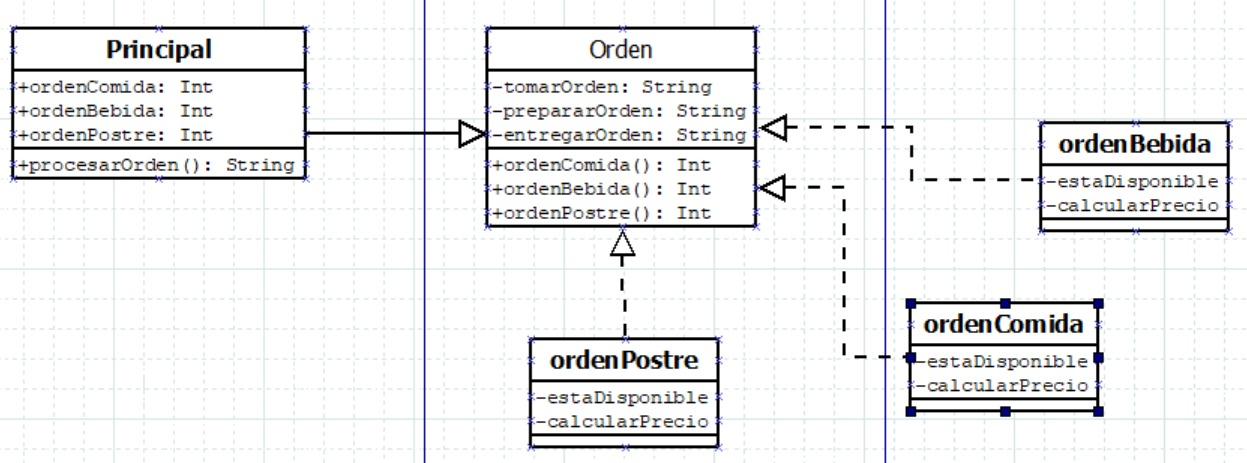 Principal
+ordenComida: Int
+ordenBebida: Int
+ordenPostre: Int
+procesarOrden(): String
Orden
-tomarOrden: String
-prepararOrden: String
-entregarOrden: String
+ordenComida(): Int
+ordenBebida(): Int
+ordenPostre(): Int
ordenBebida
-estaDisponible
-calcularPrecio
ordenComida
-estaDisponible
-calcularPrecio
ordenPostre
-estaDisponible
-calcularPrecio